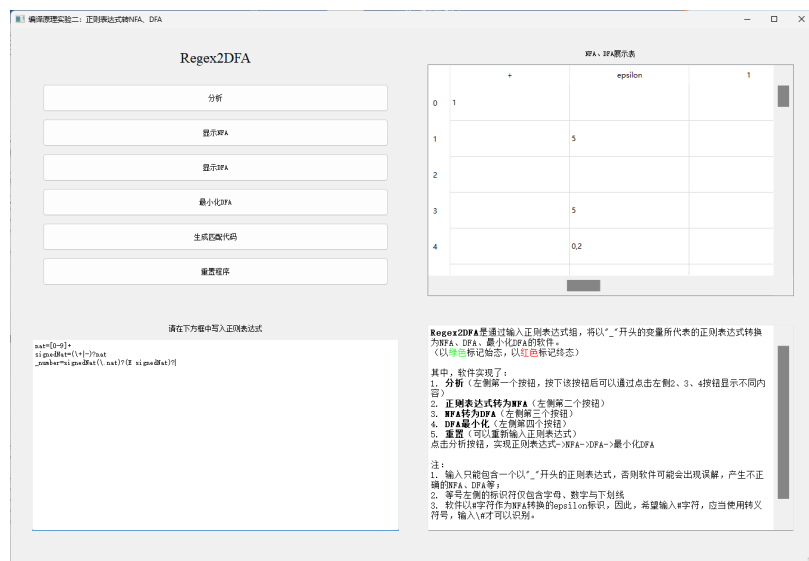 编译原理实验二：正则表达式转NFA、DFA
Regex2DFA
分析
显示NFA
显示DFA
最小化DFA
生成匹配代码
重置程序
请在下方框中写入正则表达式
nat=[0-9]+
signedNat=(\+|-)?nat
_number=signedNat(\.nat)?(E signedNat)?
NFA、DFA展示表
+ epsilon 1
0 1
1 5
2
3 5
4 0,2
Regex2DFA是通过输入正则表达式组，将以"_"开头的变量所代表的正则表达式转换
为NFA、DFA、最小化DFA的软件。
（以绿色标记始态，以红色标记终态）
其中，软件实现了：
1. 分析（左侧第一个按钮，按下该按钮后可以通过点击左侧2、3、4按钮显示不同内
容）
2. 正则表达式转为NFA（左侧第二个按钮）
3. NFA转为DFA（左侧第三个按钮）
4. DFA最小化（左侧第四个按钮）
5. 重置（可以重新输入正则表达式）
点击分析按钮，实现正则表达式->NFA->DFA->最小化DFA
注：
1. 输入只能包含一个以"_"开头的正则表达式，否则软件可能会出现误解，产生不正
确的NFA、DFA等；
2. 等号左侧的标识符仅包含字母、数字与下划线
3. 软件以#字符作为NFA转换的epsilon标识，因此，希望输入#字符，应当使用转义
符号，输入\#才可以识别。